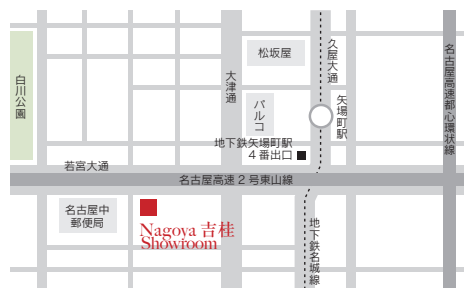 松坂屋
久屋大通
名古屋高速都心環状線
白川公園
大津通
パルコ
矢場町駅
地下鉄矢場町駅
4番出口
若宮大通
名古屋高速2号東山線
名古屋中
郵便局
Nagoya 吉桂
Showroom
地下鉄名城線